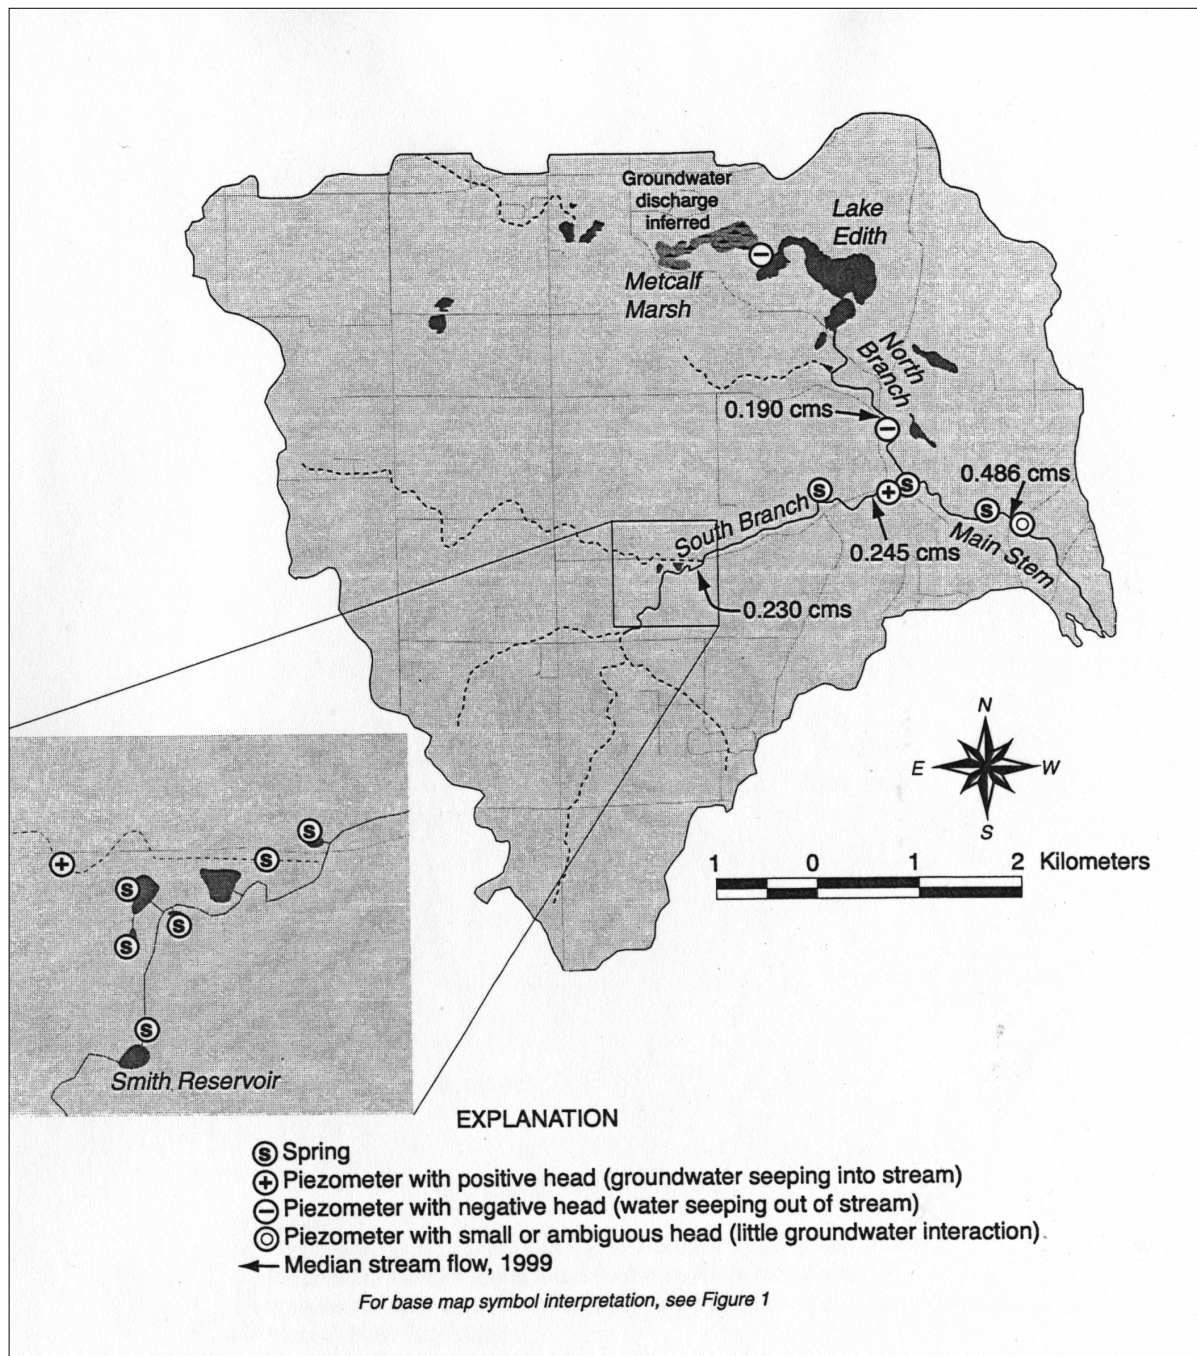 Groundwater
discharge
inferred
Lake
Edith
Metcalf
Marsh
North
Branch
0.190 cms
0.486 cms
South Branch
0.245 cms
Main Stem
0.230 cms
N
E W
S
1 0 1 2 Kilometers
Smith Reservoir
EXPLANATION
S Spring
+ Piezometer with positive head (groundwater seeping into stream)
− Piezometer with negative head (water seeping out of stream)
Piezometer with small or ambiguous head (little groundwater interaction)
Median stream flow, 1999
For base map symbol interpretation, see Figure 1